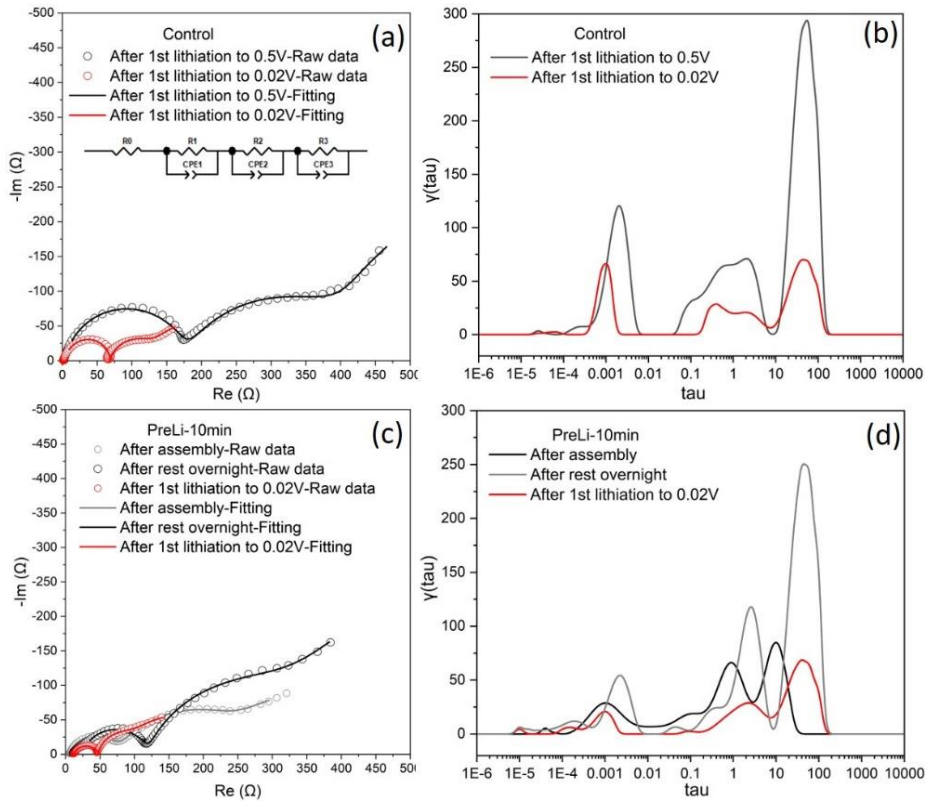 (a)
Control
After 1st lithiation to 0.5V-Raw data
After 1st lithiation to 0.02V-Raw data
After 1st lithiation to 0.5V-Fitting
After 1st lithiation to 0.02V-Fitting
R0 R1 R2 R3
CPE1 CPE2 CPE3
-Im (Ω)
-500
-450
-400
-350
-300
-250
-200
-150
-100
-50
0
0 50 100 150 200 250 300 350 400 450 500
Re (Ω)
(b)
Control
After 1st lithiation to 0.5V
After 1st lithiation to 0.02V
γ(tau)
300
250
200
150
100
50
0
1E-6 1E-5 1E-4 0.001 0.01 0.1 1 10 100 1000 10000
tau
(c)
PreLi-10min
After assembly-Raw data
After rest overnight-Raw data
After 1st lithiation to 0.02V-Raw data
After assembly-Fitting
After rest overnight-Fitting
After 1st lithiation to 0.02V-Fitting
-Im (Ω)
-500
-450
-400
-350
-300
-250
-200
-150
-100
-50
0
0 50 100 150 200 250 300 350 400 450 500
Re (Ω)
(d)
PreLi-10min
After assembly
After rest overnight
After 1st lithiation to 0.02V
γ(tau)
300
250
200
150
100
50
0
1E-6 1E-5 1E-4 0.001 0.01 0.1 1 10 100 1000 10000
tau